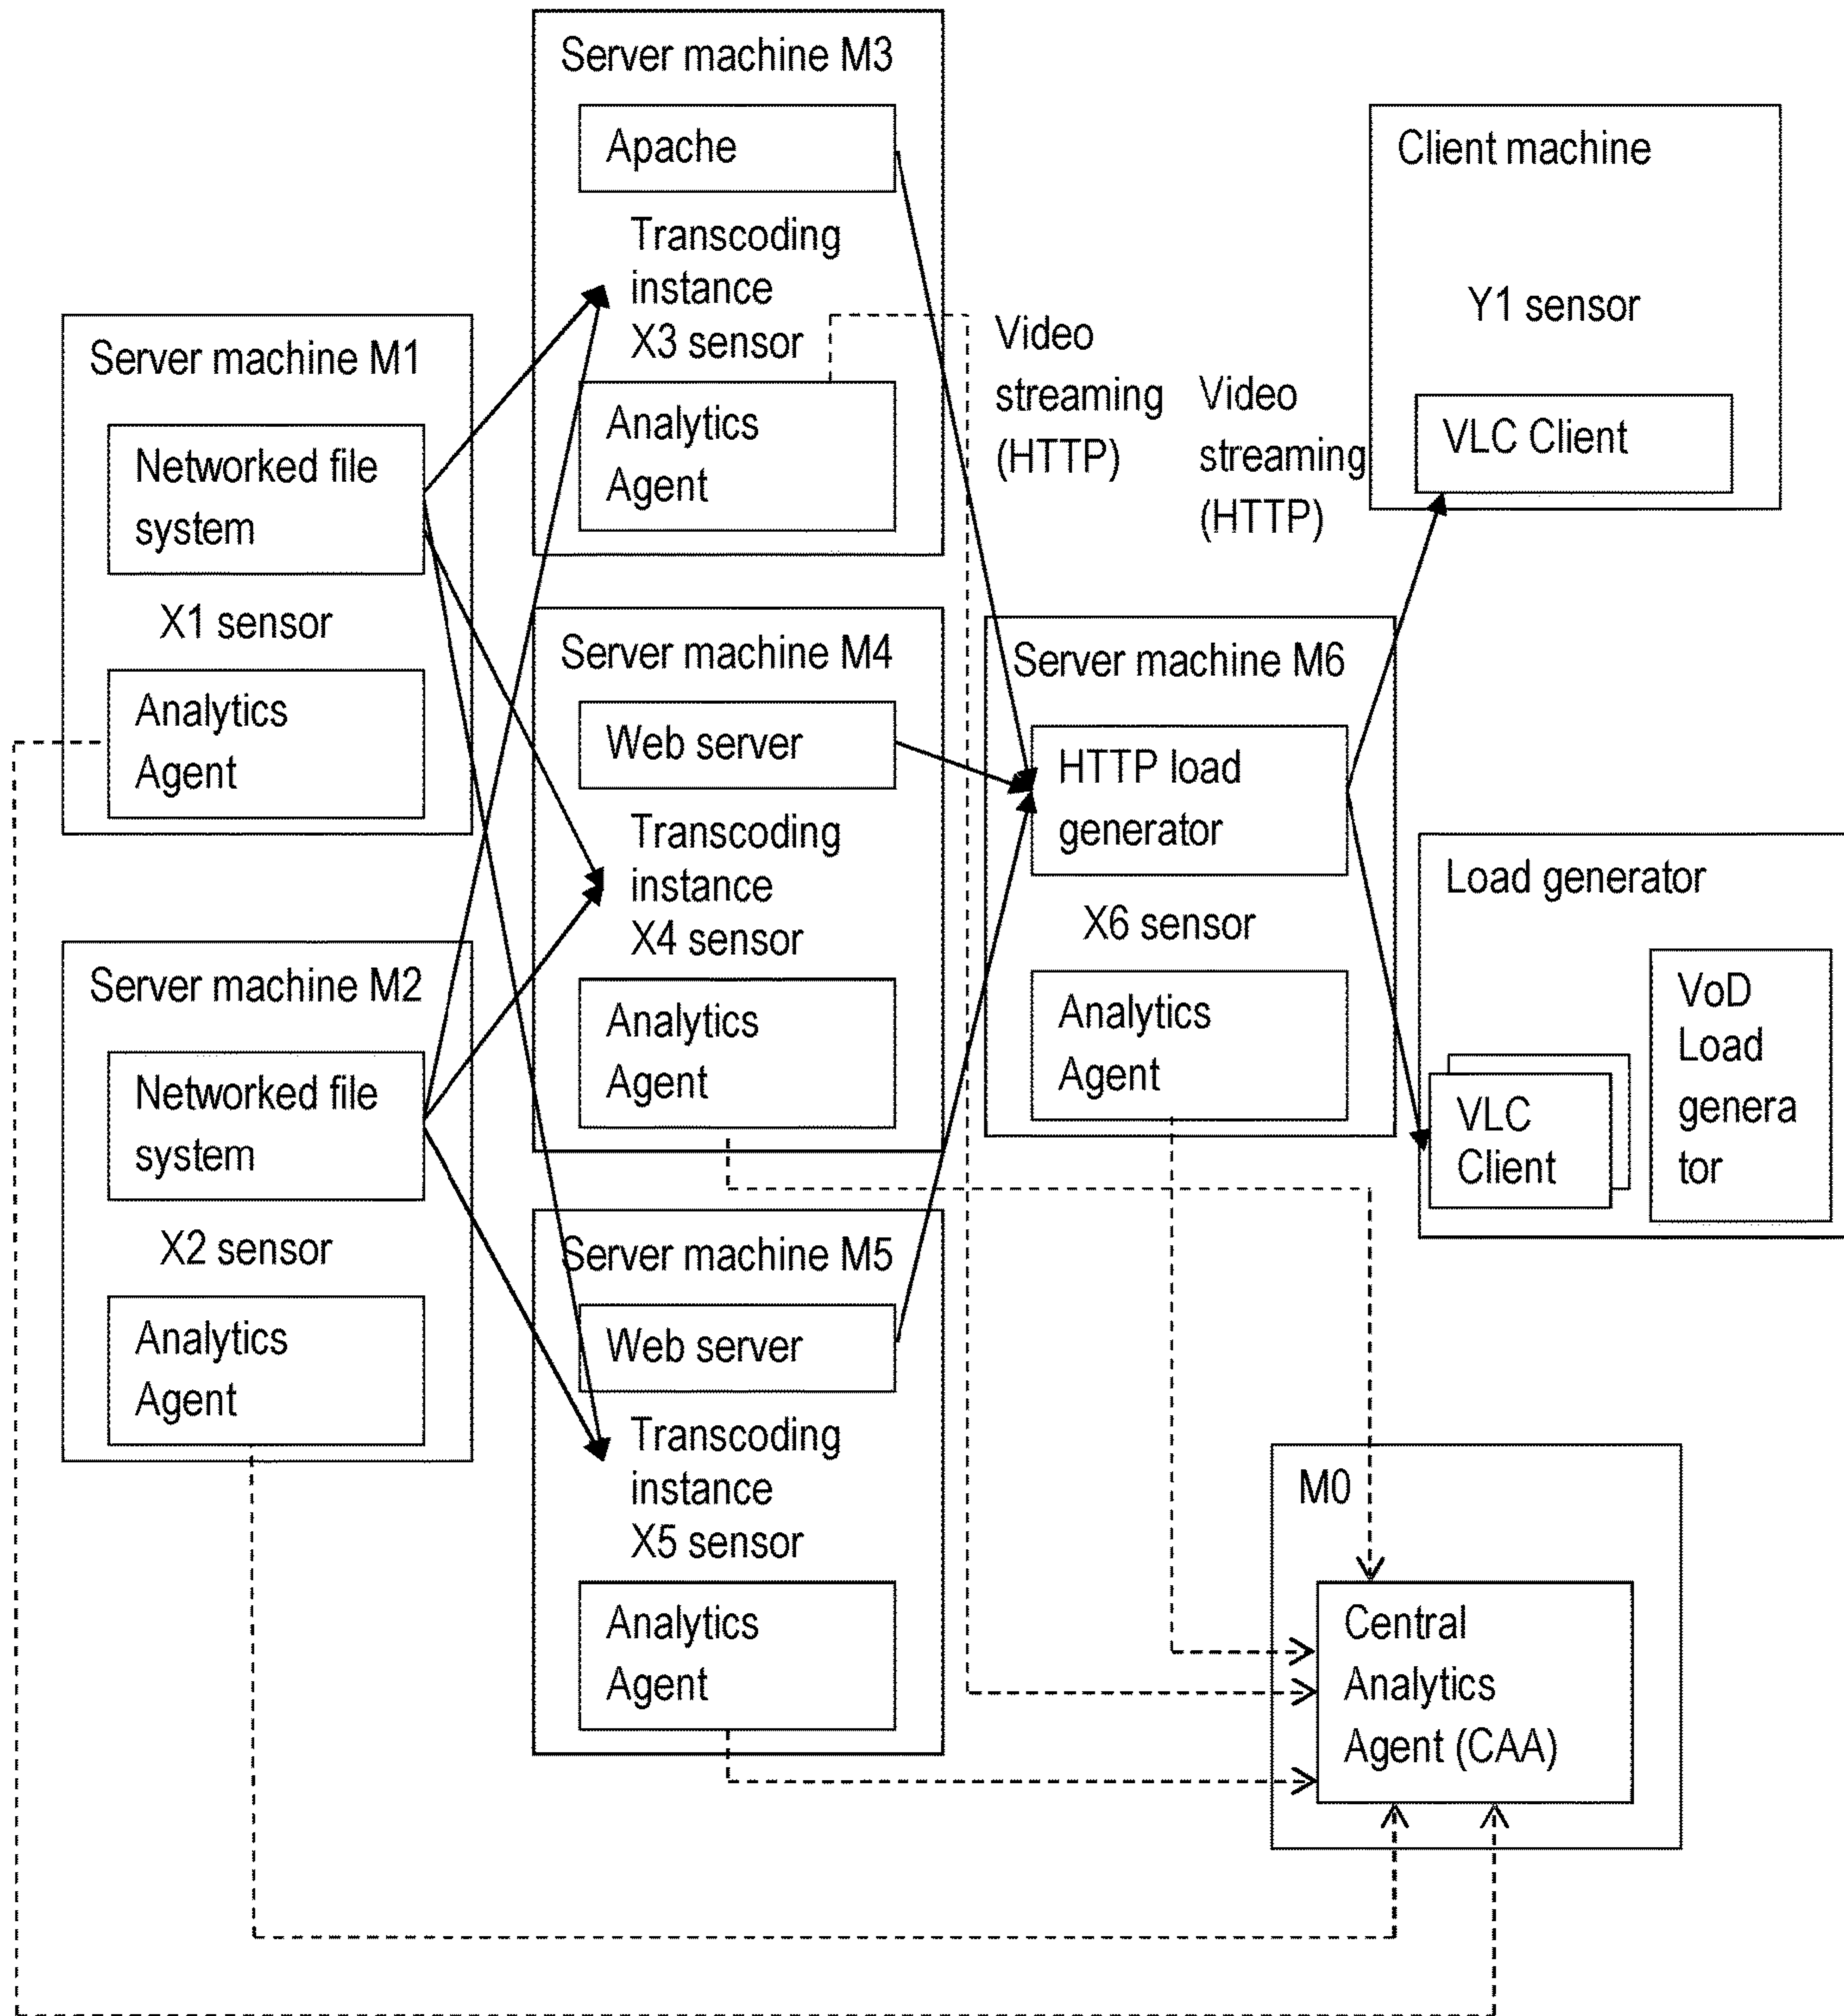 Server machine M3
Apache
Transcoding
instance
X3 sensor
Analytics
Agent
Client machine
Y1 sensor
VLC Client
Video
streaming
(HTTP)
Video
streaming
(HTTP)
Server machine M1
Networked file
system
X1 sensor
Analytics
Agent
Server machine M4
Web server
Transcoding
instance
X4 sensor
Analytics
Agent
Server machine M6
HTTP load
generator
X6 sensor
Analytics
Agent
Load generator
VoD
Load
genera
tor
VLC
Client
Server machine M2
Networked file
system
X2 sensor
Analytics
Agent
Server machine M5
Web server
Transcoding
instance
X5 sensor
Analytics
Agent
M0
Central
Analytics
Agent (CAA)